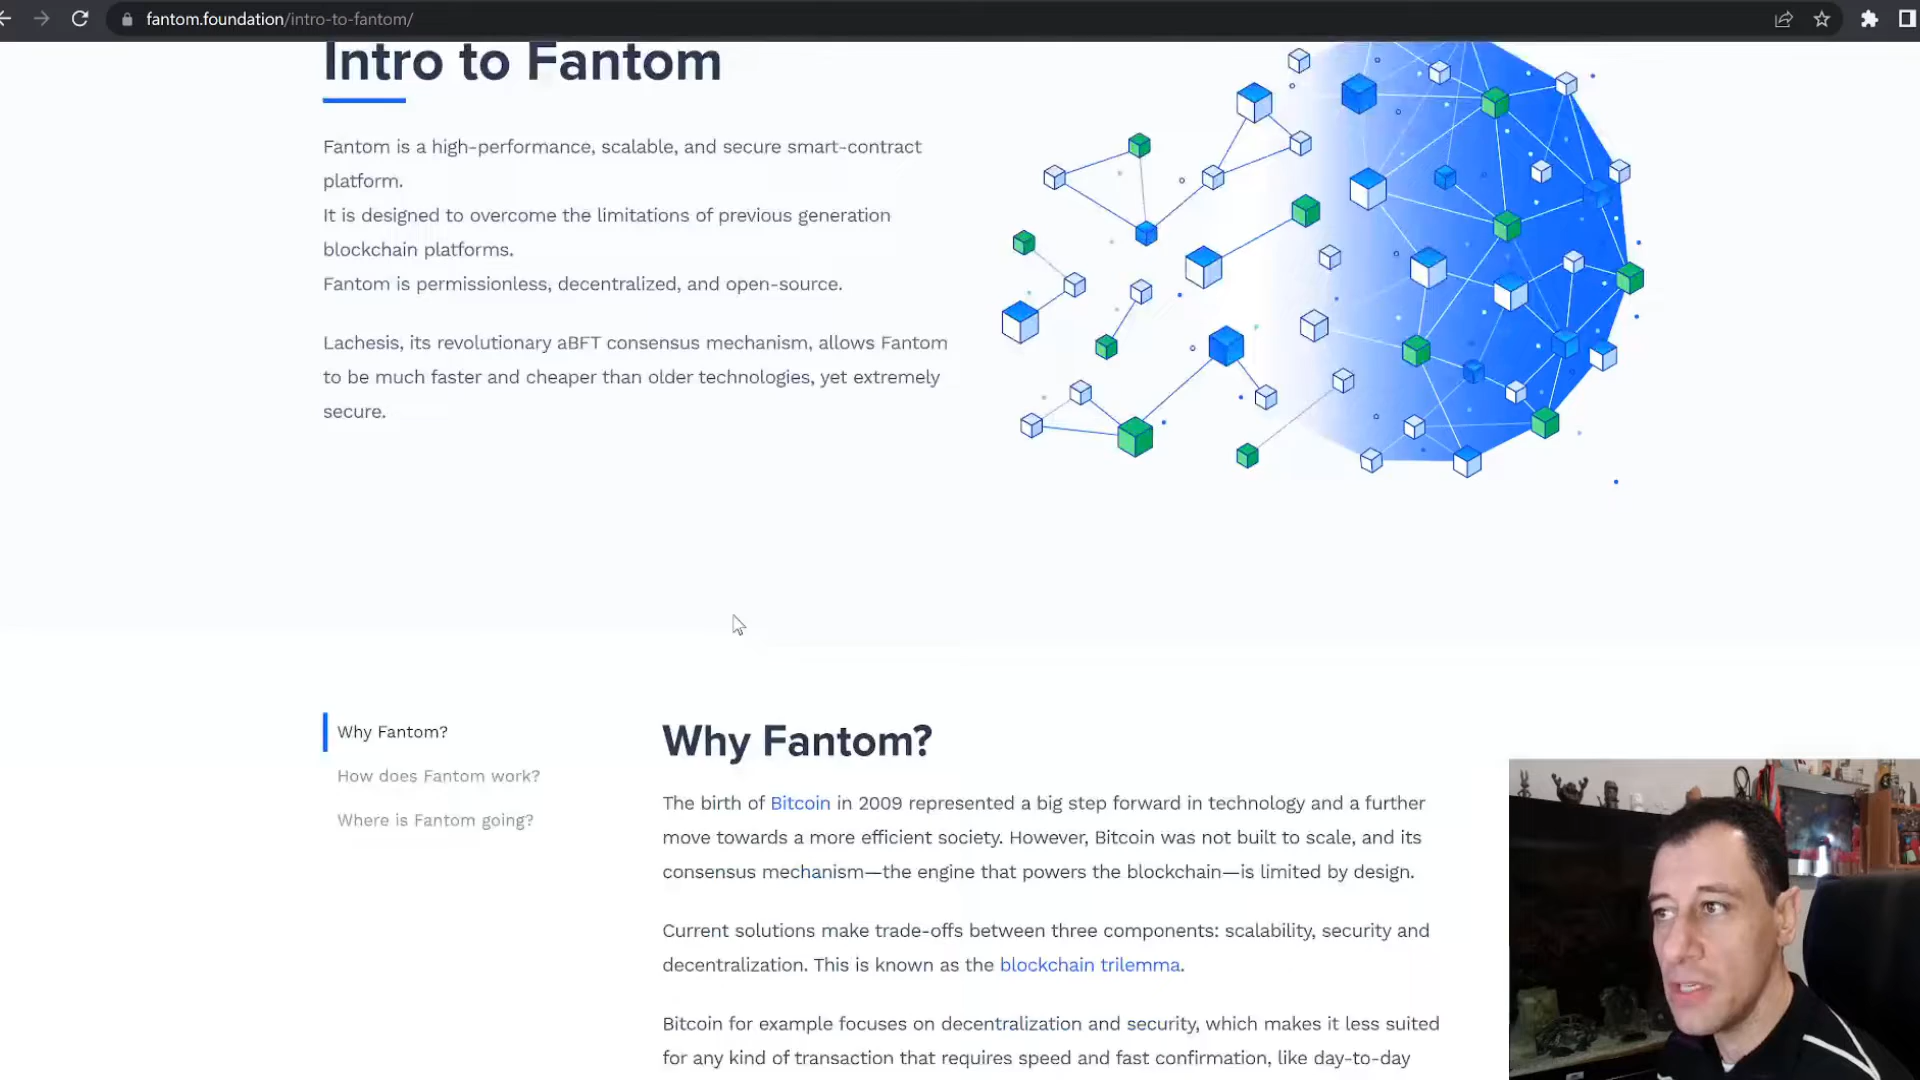 fantom.foundation/intro-to-fantom/
Intro to Fantom
Fantom is a high-performance, scalable, and secure smart-contract
platform.
It is designed to overcome the limitations of previous generation
blockchain platforms.
Fantom is permissionless, decentralized, and open-source.
Lachesis, its revolutionary aBFT consensus mechanism, allows Fantom
to be much faster and cheaper than older technologies, yet extremely
secure.
Why Fantom?
How does Fantom work?
Where is Fantom going?
Why Fantom?
The birth of Bitcoin in 2009 represented a big step forward in technology and a further
move towards a more efficient society. However, Bitcoin was not built to scale, and its
consensus mechanism—the engine that powers the blockchain—is limited by design.
Current solutions make trade-offs between three components: scalability, security and
decentralization. This is known as the blockchain trilemma.
Bitcoin for example focuses on decentralization and security, which makes it less suited
for any kind of transaction that requires speed and fast confirmation, like day-to-day